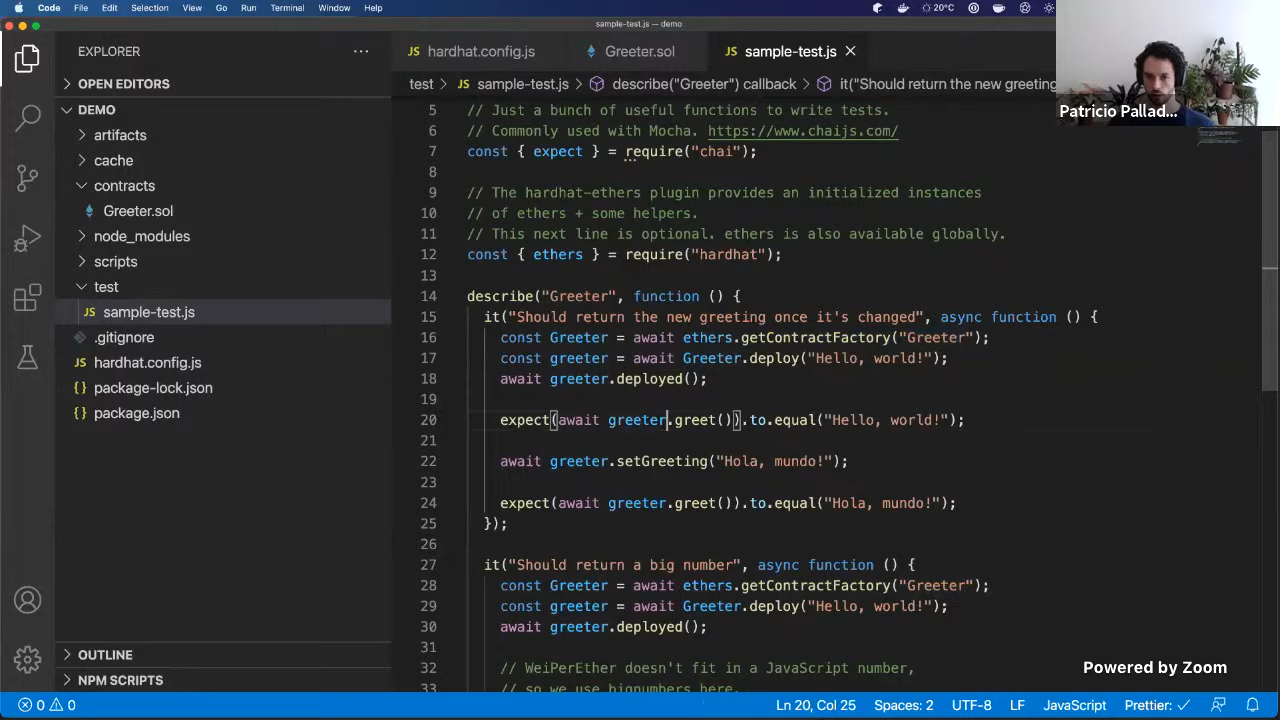 Code File Edit Selection View Go Run Terminal Window Help 20°C
sample-test.js — demo
EXPLORER
hardhat.config.js Greeter.sol sample-test.js
OPEN EDITORS
test > JS sample-test.js > describe("Greeter") callback > it("Should return the new greeting
Patricio Pallad...
DEMO
artifacts
cache
contracts
Greeter.sol
node_modules
scripts
test
JS sample-test.js
.gitignore
JS hardhat.config.js
{} package-lock.json
{} package.json
OUTLINE
NPM SCRIPTS
5 // Just a bunch of useful functions to write tests.
6 // Commonly used with Mocha. https://www.chaijs.com/
7 const { expect } = require("chai");
8
9 // The hardhat-ethers plugin provides an initialized instances
10 // of ethers + some helpers.
11 // This next line is optional. ethers is also available globally.
12 const { ethers } = require("hardhat");
13
14 describe("Greeter", function () {
15 it("Should return the new greeting once it's changed", async function () {
16 const Greeter = await ethers.getContractFactory("Greeter");
17 const greeter = await Greeter.deploy("Hello, world!");
18 await greeter.deployed();
19
20 expect(await greeter.greet()).to.equal("Hello, world!");
21
22 await greeter.setGreeting("Hola, mundo!");
23
24 expect(await greeter.greet()).to.equal("Hola, mundo!");
25 });
26
27 it("Should return a big number", async function () {
28 const Greeter = await ethers.getContractFactory("Greeter");
29 const greeter = await Greeter.deploy("Hello, world!");
30 await greeter.deployed();
31
32 // WeiPerEther doesn't fit in a JavaScript number,
33 // so we use bignumbers here.
Powered by Zoom
0 0 Ln 20, Col 25 Spaces: 2 UTF-8 LF JavaScript Prettier: ✓